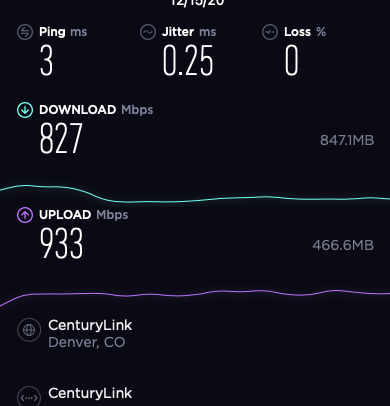 12/15/20
Ping ms
Jitter ms
Loss %
3
0.25
0
DOWNLOAD Mbps
827
847.1MB
UPLOAD Mbps
933
466.6MB
CenturyLink
Denver, CO
CenturyLink